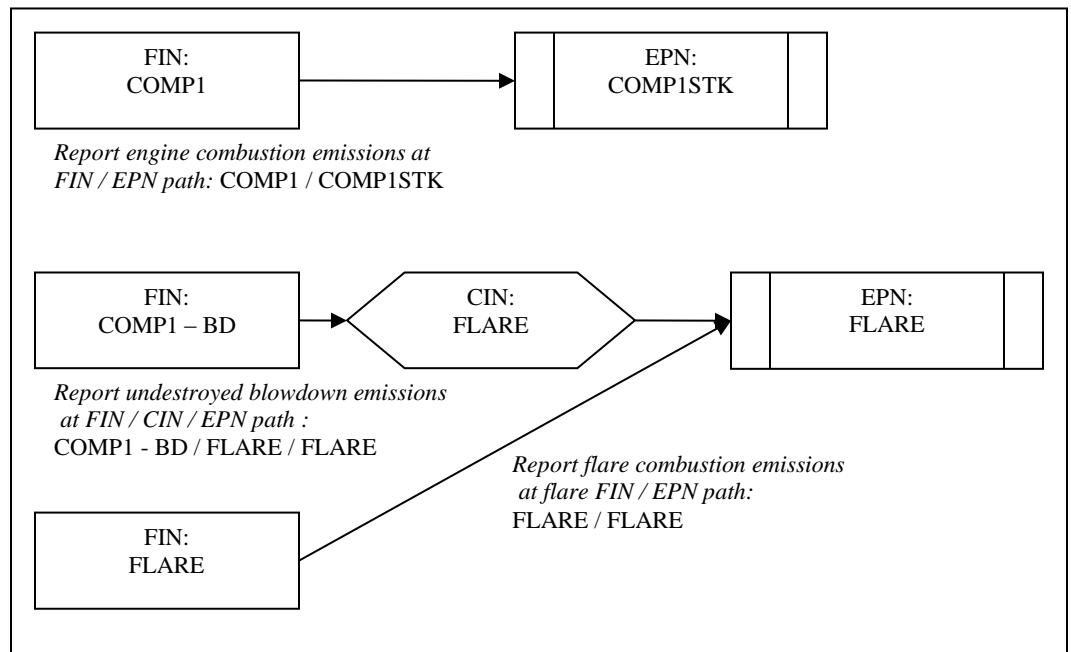 FIN:
COMP1
EPN:
COMP1STK
Report engine combustion emissions at
FIN / EPN path: COMP1 / COMP1STK
FIN:
COMP1 – BD
CIN:
FLARE
EPN:
FLARE
Report undestroyed blowdown emissions
at FIN / CIN / EPN path :
COMP1 - BD / FLARE / FLARE
Report flare combustion emissions
at flare FIN / EPN path:
FLARE / FLARE
FIN:
FLARE